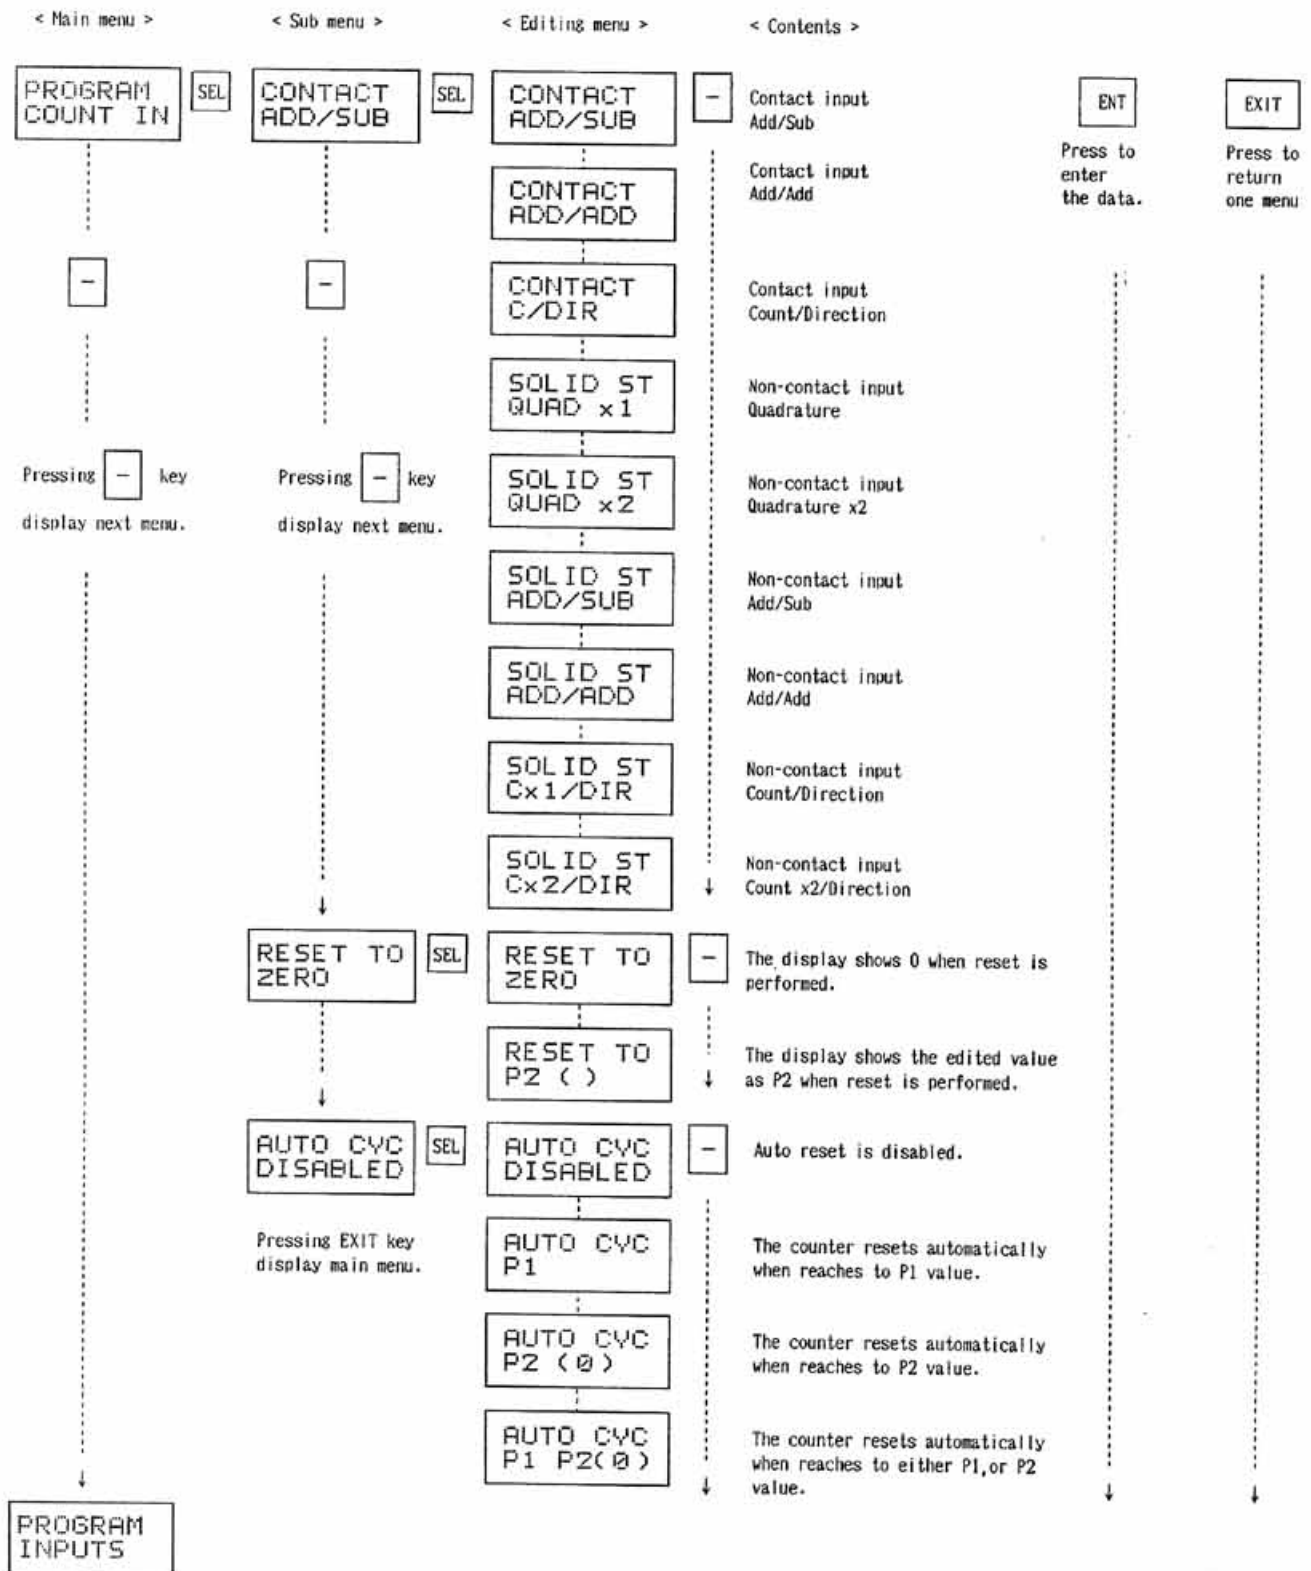 < Main menu >
< Sub menu >
< Editing menu >
< Contents >
PROGRAM
COUNT IN
SEL
CONTACT
ADD/SUB
SEL
CONTACT
ADD/SUB
-
Contact input
Add/Sub
ENT
EXIT
Press to
enter
the data.
Press to
return
one menu
CONTACT
ADD/ADD
Contact input
Add/Add
-
-
CONTACT
C/DIR
Contact input
Count/Direction
SOLID ST
QUAD x1
Non-contact input
Quadrature
Pressing - key
display next menu.
Pressing - key
display next menu.
SOLID ST
QUAD x2
Non-contact input
Quadrature x2
SOLID ST
ADD/SUB
Non-contact input
Add/Sub
SOLID ST
ADD/ADD
Non-contact input
Add/Add
SOLID ST
Cx1/DIR
Non-contact input
Count/Direction
SOLID ST
Cx2/DIR
Non-contact input
Count x2/Direction
RESET TO
ZERO
SEL
RESET TO
ZERO
-
The display shows 0 when reset is
performed.
RESET TO
P2 ( )
The display shows the edited value
as P2 when reset is performed.
AUTO CYC
DISABLED
SEL
AUTO CYC
DISABLED
-
Auto reset is disabled.
Pressing EXIT key
display main menu.
AUTO CYC
P1
The counter resets automatically
when reaches to P1 value.
AUTO CYC
P2 (0)
The counter resets automatically
when reaches to P2 value.
AUTO CYC
P1 P2(0)
The counter resets automatically
when reaches to either P1,or P2
value.
PROGRAM
INPUTS